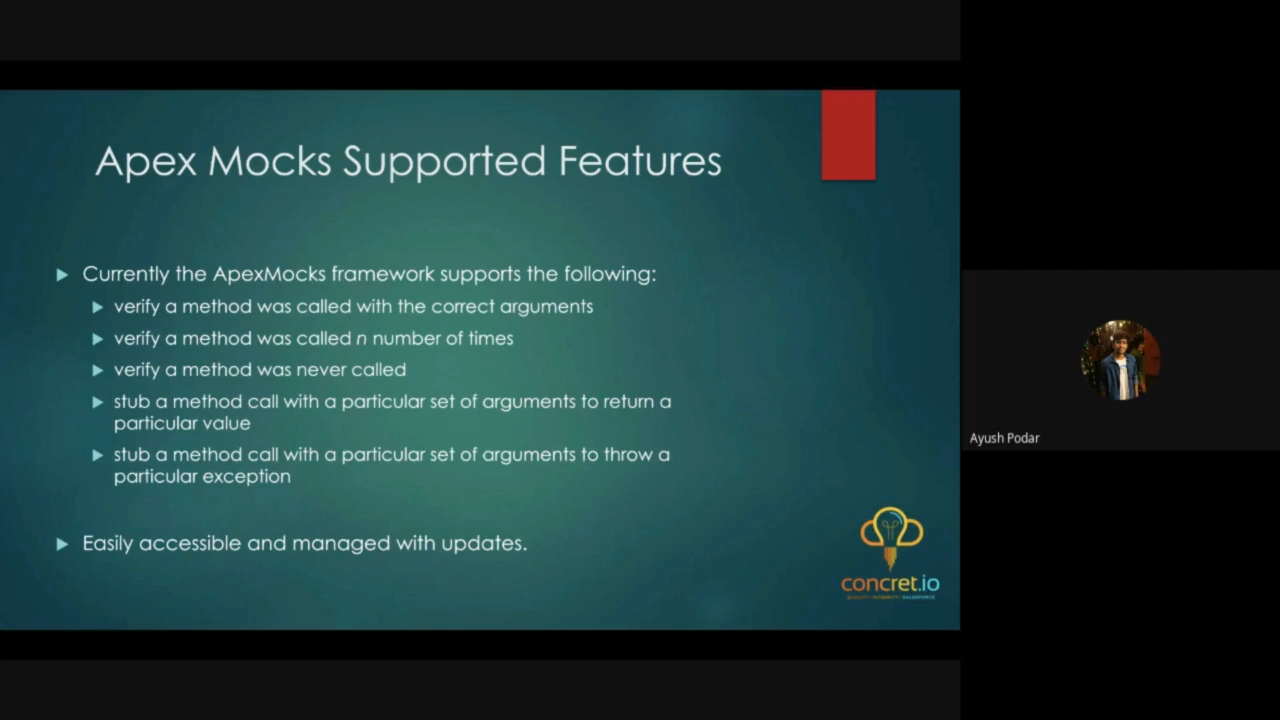 Apex Mocks Supported Features
Currently the ApexMocks framework supports the following:
verify a method was called with the correct arguments
verify a method was called n number of times
verify a method was never called
stub a method call with a particular set of arguments to return a
particular value
stub a method call with a particular set of arguments to throw a
particular exception
Easily accessible and managed with updates.
concret.io
QUALITY • INTEGRITY • SALESFORCE
Ayush Podar